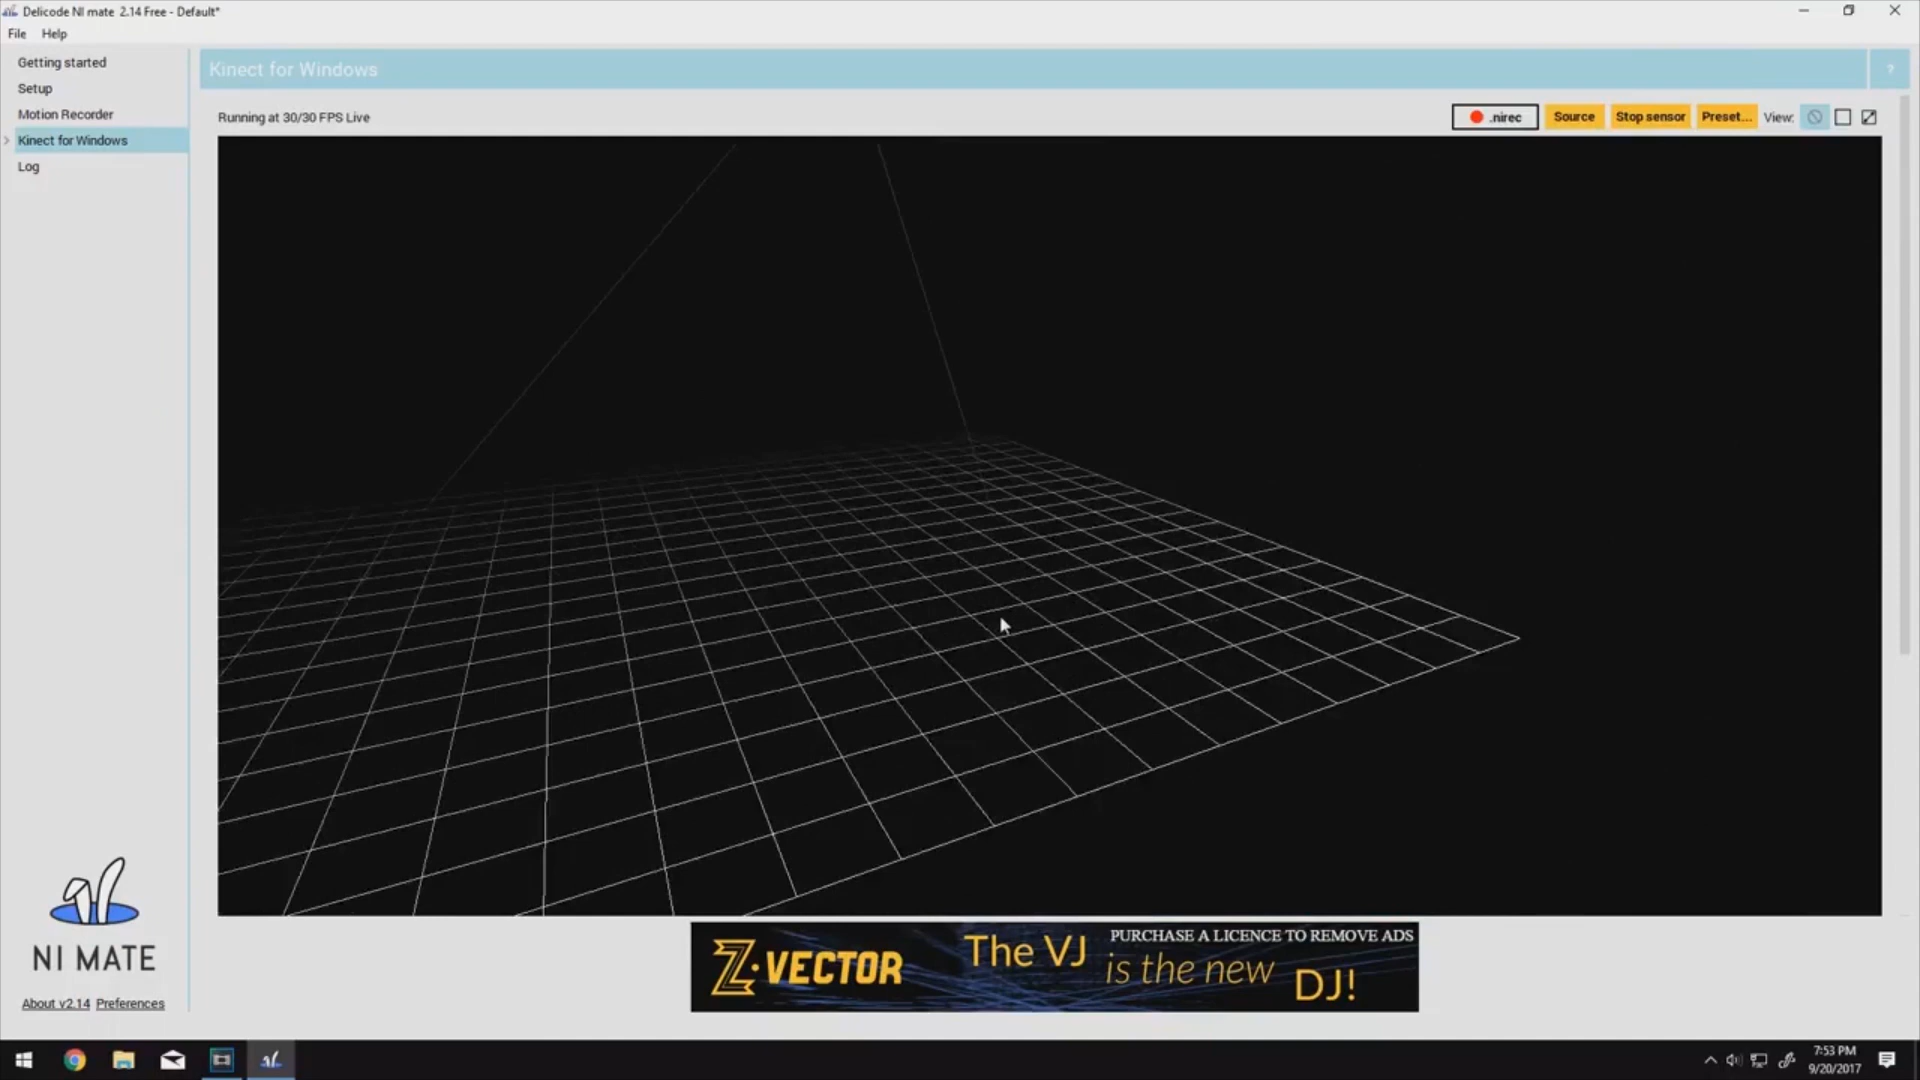 Delicode NI mate 2.14 Free - Default*
File Help
Getting started
Setup
Motion Recorder
Kinect for Windows
Log
Kinect for Windows
?
Running at 30/30 FPS Live
.nirec
Source
Stop sensor
Preset...
View:
NI MATE
About v2.14 Preferences
Z·VECTOR
The VJ
is the new
DJ!
PURCHASE A LICENCE TO REMOVE ADS
7:53 PM
9/20/2017